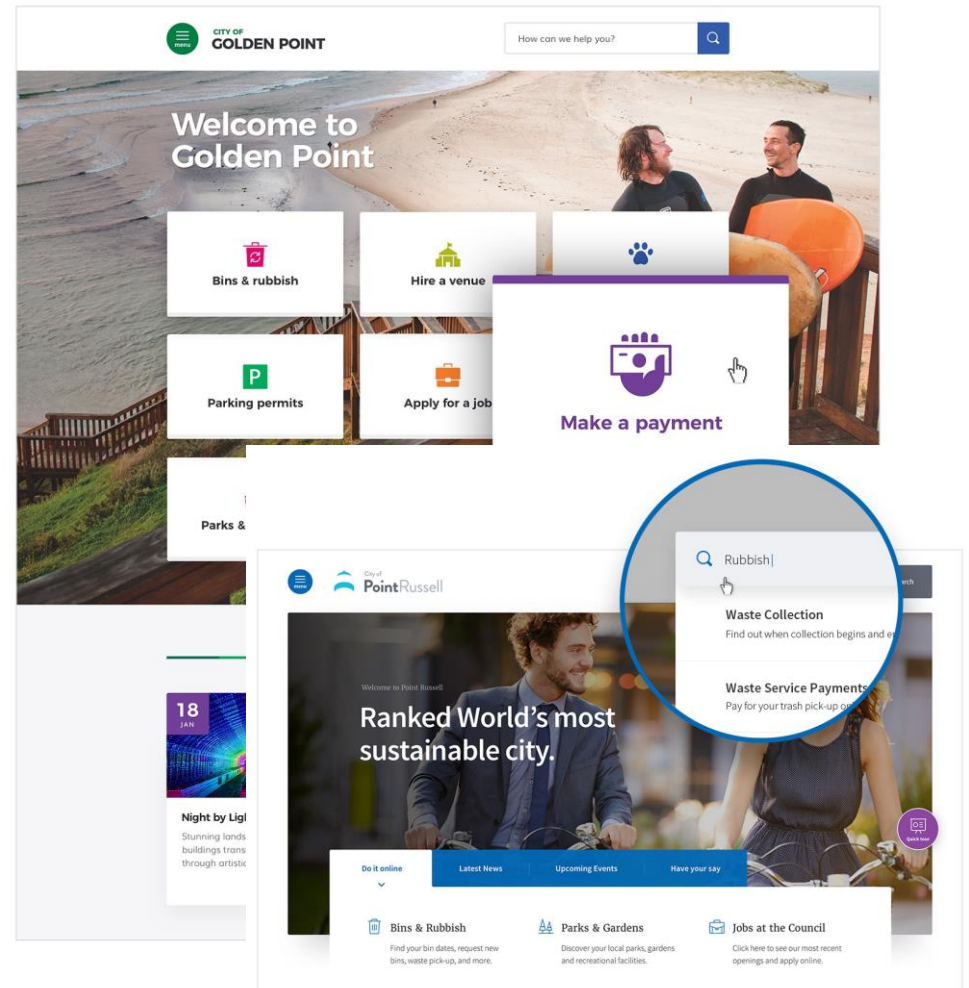 menu
CITY OF
GOLDEN POINT
How can we help you?
Welcome to
Golden Point
Bins & rubbish
Hire a venue
P
Parking permits
Apply for a job
Make a payment
Parks &
18
JAN
Night by Ligh
Stunning lands
buildings trans
through artistic
menu
City of
PointRussell
Rubbish
Waste Collection
Find out when collection begins and
Waste Service Payments
Pay for your trash pick-up
Welcome to Point Russell
Ranked World's most
sustainable city.
Quick tour
Do it online
Latest News
Upcoming Events
Have your say
Bins & Rubbish
Find your bin dates, request new
bins, waste pick-up, and more.
Parks & Gardens
Discover your local parks, gardens
and recreational facilities.
Jobs at the Council
Click here to see our most recent
openings and apply online.